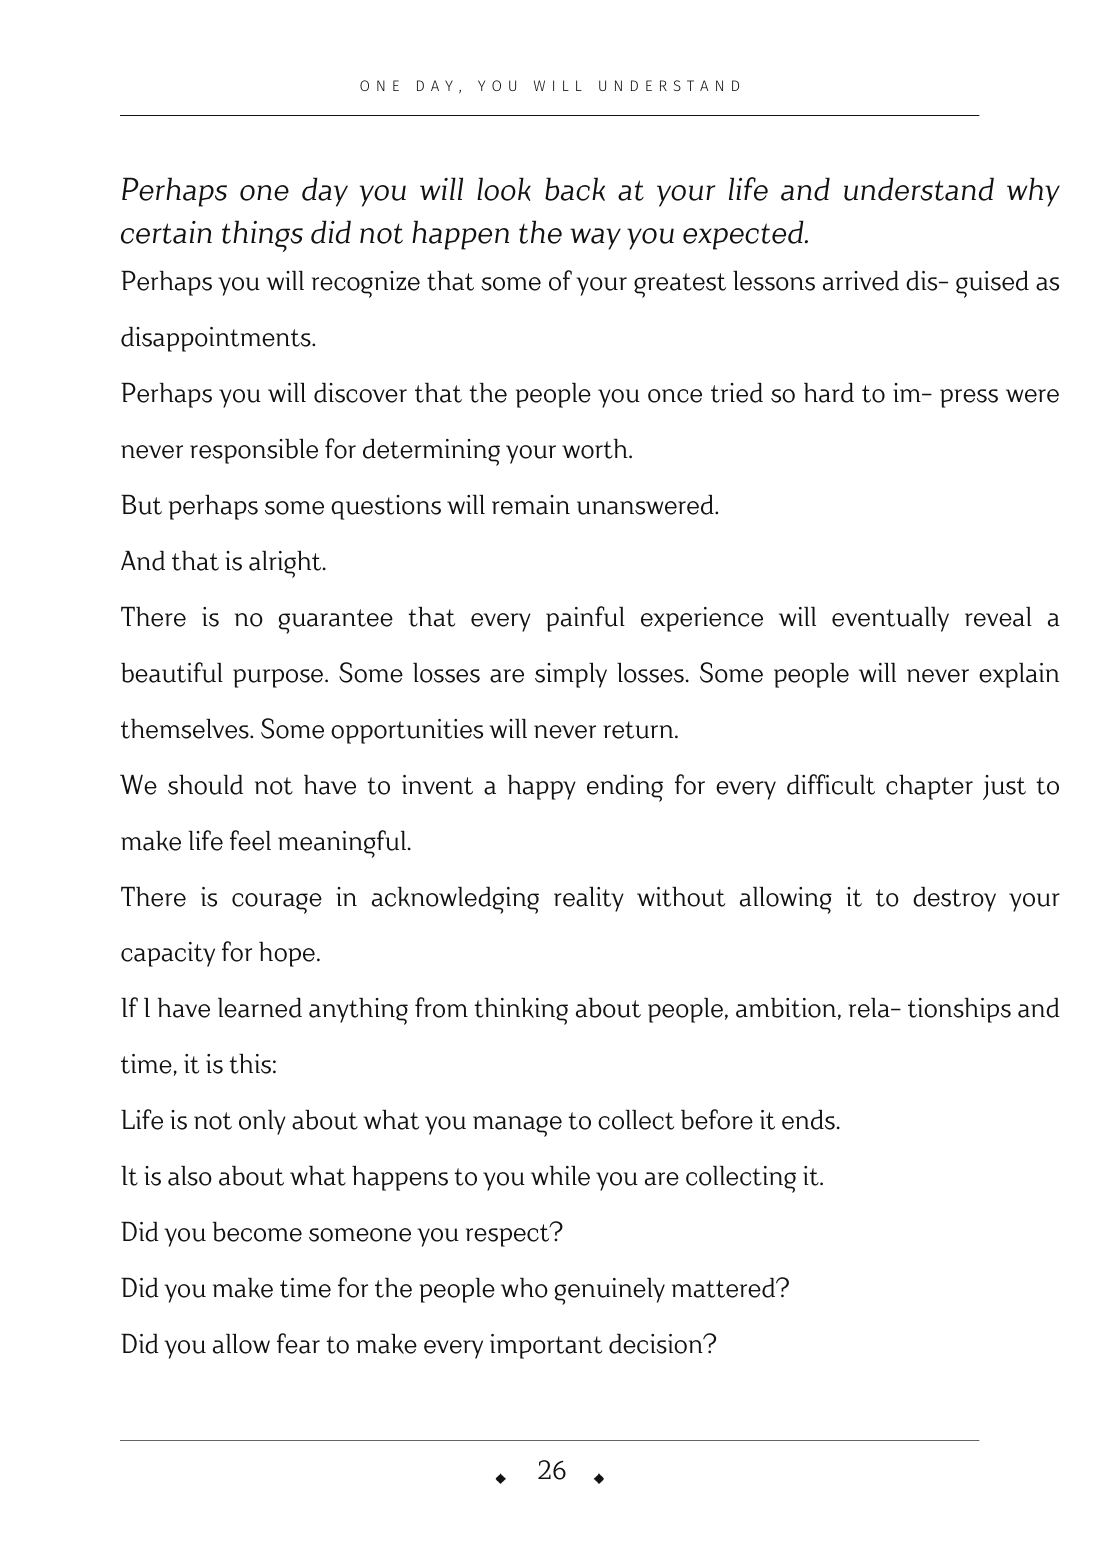 ONE DAY, YOU WILL UNDERSTAND
Perhaps one day you will look back at your life and understand why
certain things did not happen the way you expected.
Perhaps you will recognize that some of your greatest lessons arrived dis- guised as
disappointments.
Perhaps you will discover that the people you once tried so hard to im- press were
never responsible for determining your worth.
But perhaps some questions will remain unanswered.
And that is alright.
There is no guarantee that every painful experience will eventually reveal a
beautiful purpose. Some losses are simply losses. Some people will never explain
themselves. Some opportunities will never return.
We should not have to invent a happy ending for every difficult chapter just to
make life feel meaningful.
There is courage in acknowledging reality without allowing it to destroy your
capacity for hope.
If I have learned anything from thinking about people, ambition, rela- tionships and
time, it is this:
Life is not only about what you manage to collect before it ends.
It is also about what happens to you while you are collecting it.
Did you become someone you respect?
Did you make time for the people who genuinely mattered?
Did you allow fear to make every important decision?
◆ 26 ◆